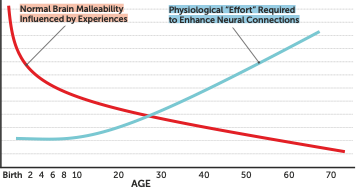 Normal Brain Malleability
Influenced by Experiences
Physiological "Effort" Required
to Enhance Neural Connections
Birth 2 4 6 8 10 20 30 40 50 60 70
AGE